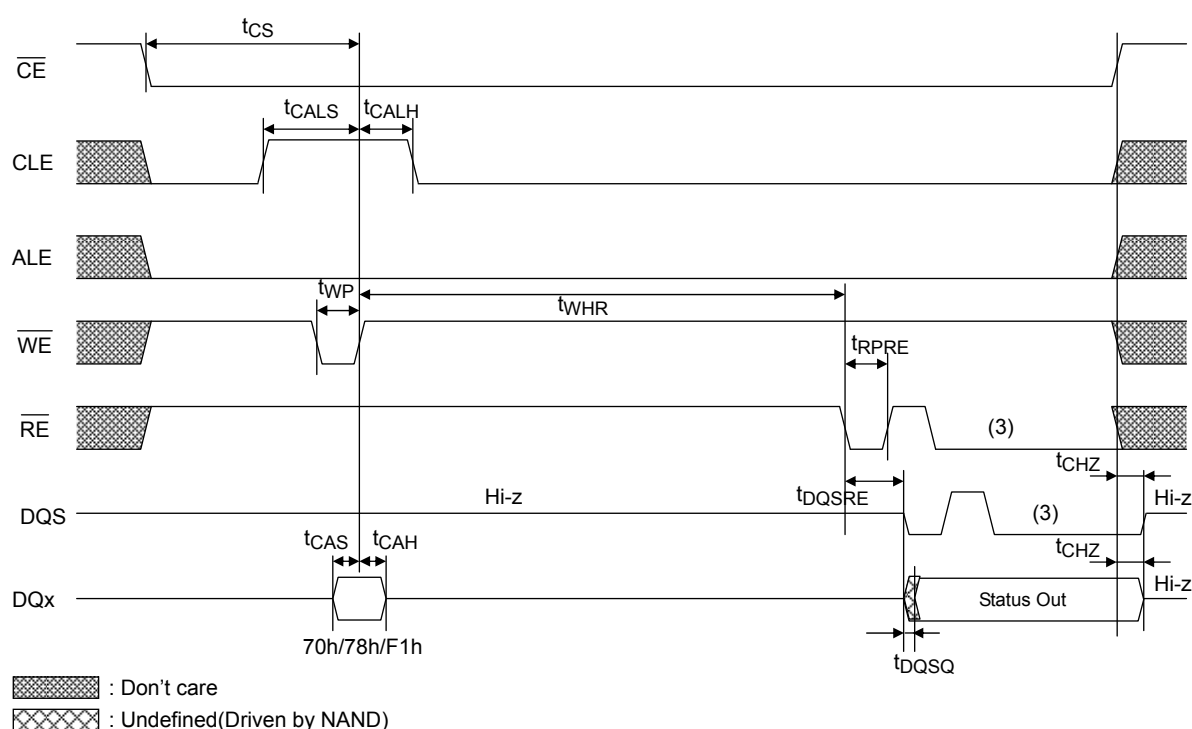 tCS
CE
tCALS tCALH
CLE
ALE
tWP
tWHR
WE
tRPRE
RE
(3)
tCHZ
tDQSRE
Hi-z
Hi-z
DQS
(3)
tCAS tCAH
tCHZ
Hi-z
DQx
Status Out
70h/78h/F1h
tDQSQ
: Don't care
: Undefined(Driven by NAND)